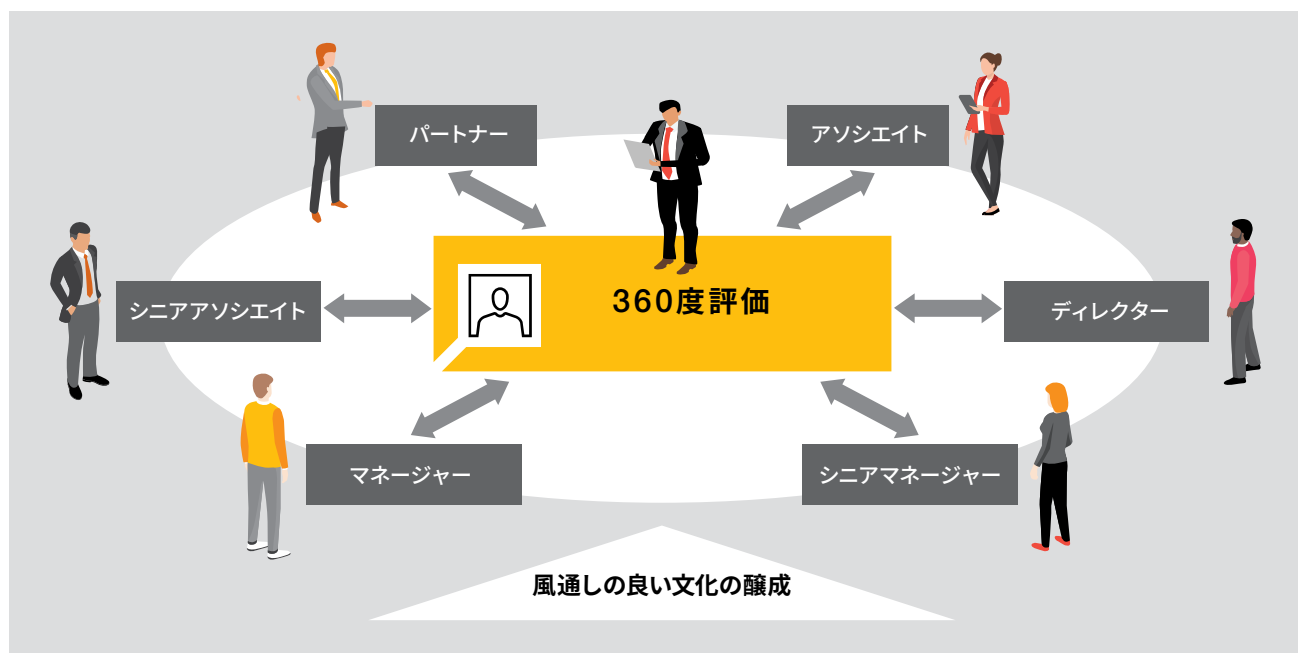 パートナー
アソシエイト
360度評価
シニアアソシエイト
ディレクター
マネージャー
シニアマネージャー
風通しの良い文化の醸成